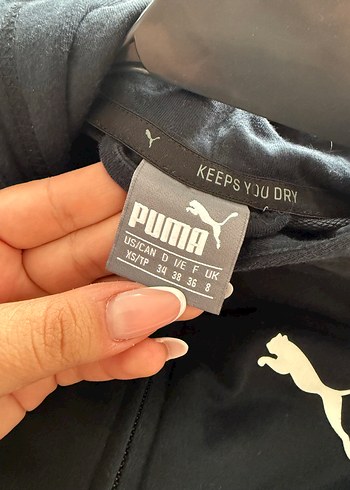 KEEPS YOU DRY
PUMA
US/CAN D I/E F UK
XS/TP 34 38 36 8